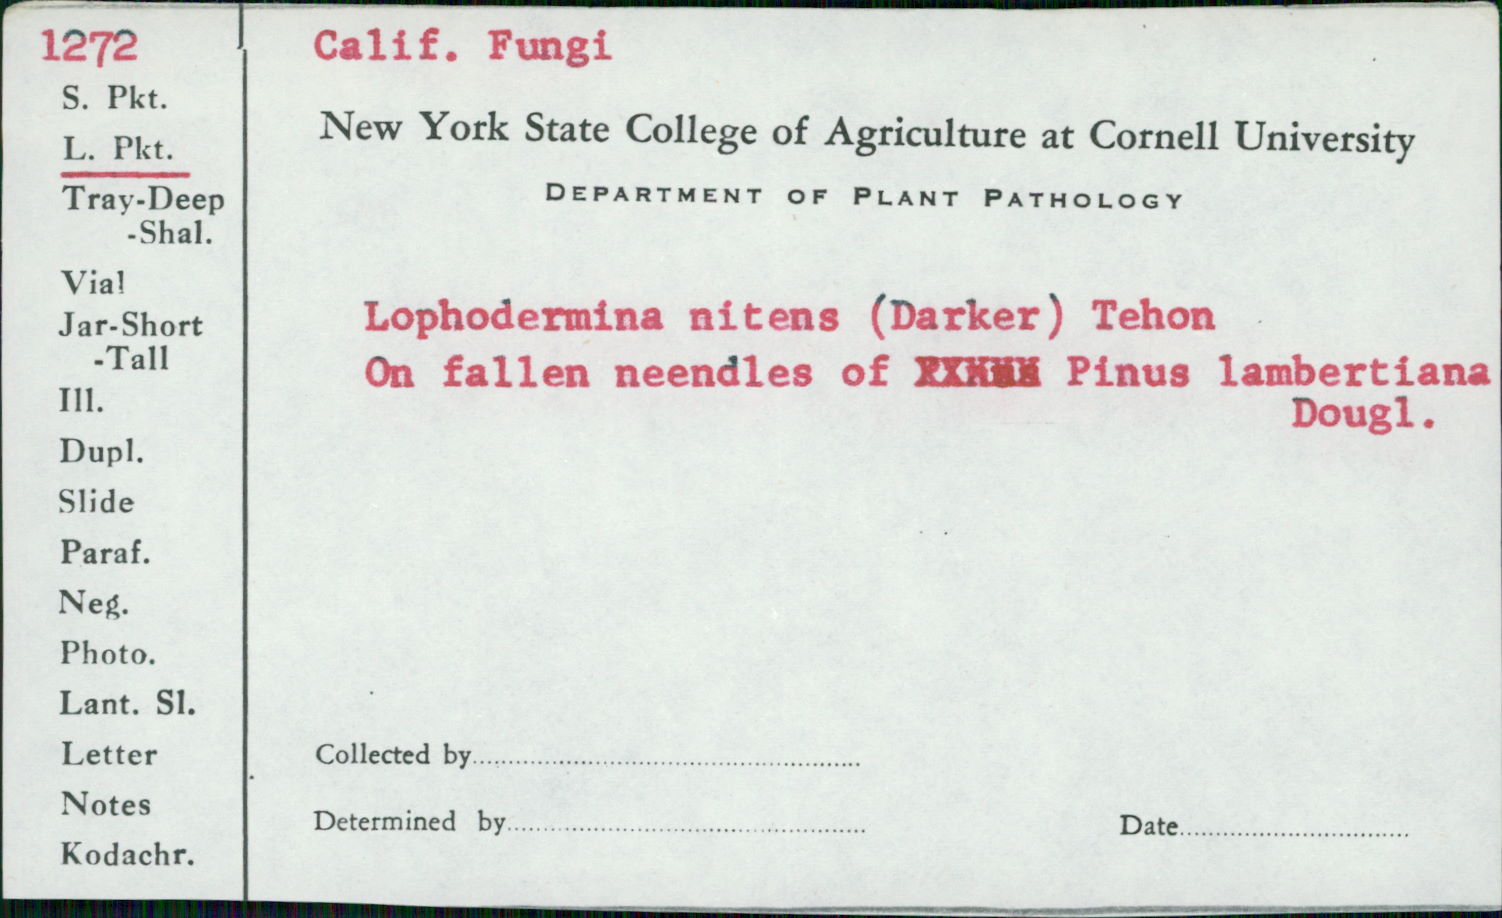 1272
S. Pkt.
L. Pkt.
Tray-Deep
-Shal.
Vial
Jar-Short
-Tall
Ill.
Dupl.
Slide
Paraf.
Neg.
Photo.
Lant. Sl.
Letter
Notes
Kodachr.
Calif. Fungi
New York State College of Agriculture at Cornell University
DEPARTMENT OF PLANT PATHOLOGY
Lophodermina nitens (Darker) Tehon
On fallen neendles of Pinus lambertiana
Dougl.
Collected by
Determined by
Date